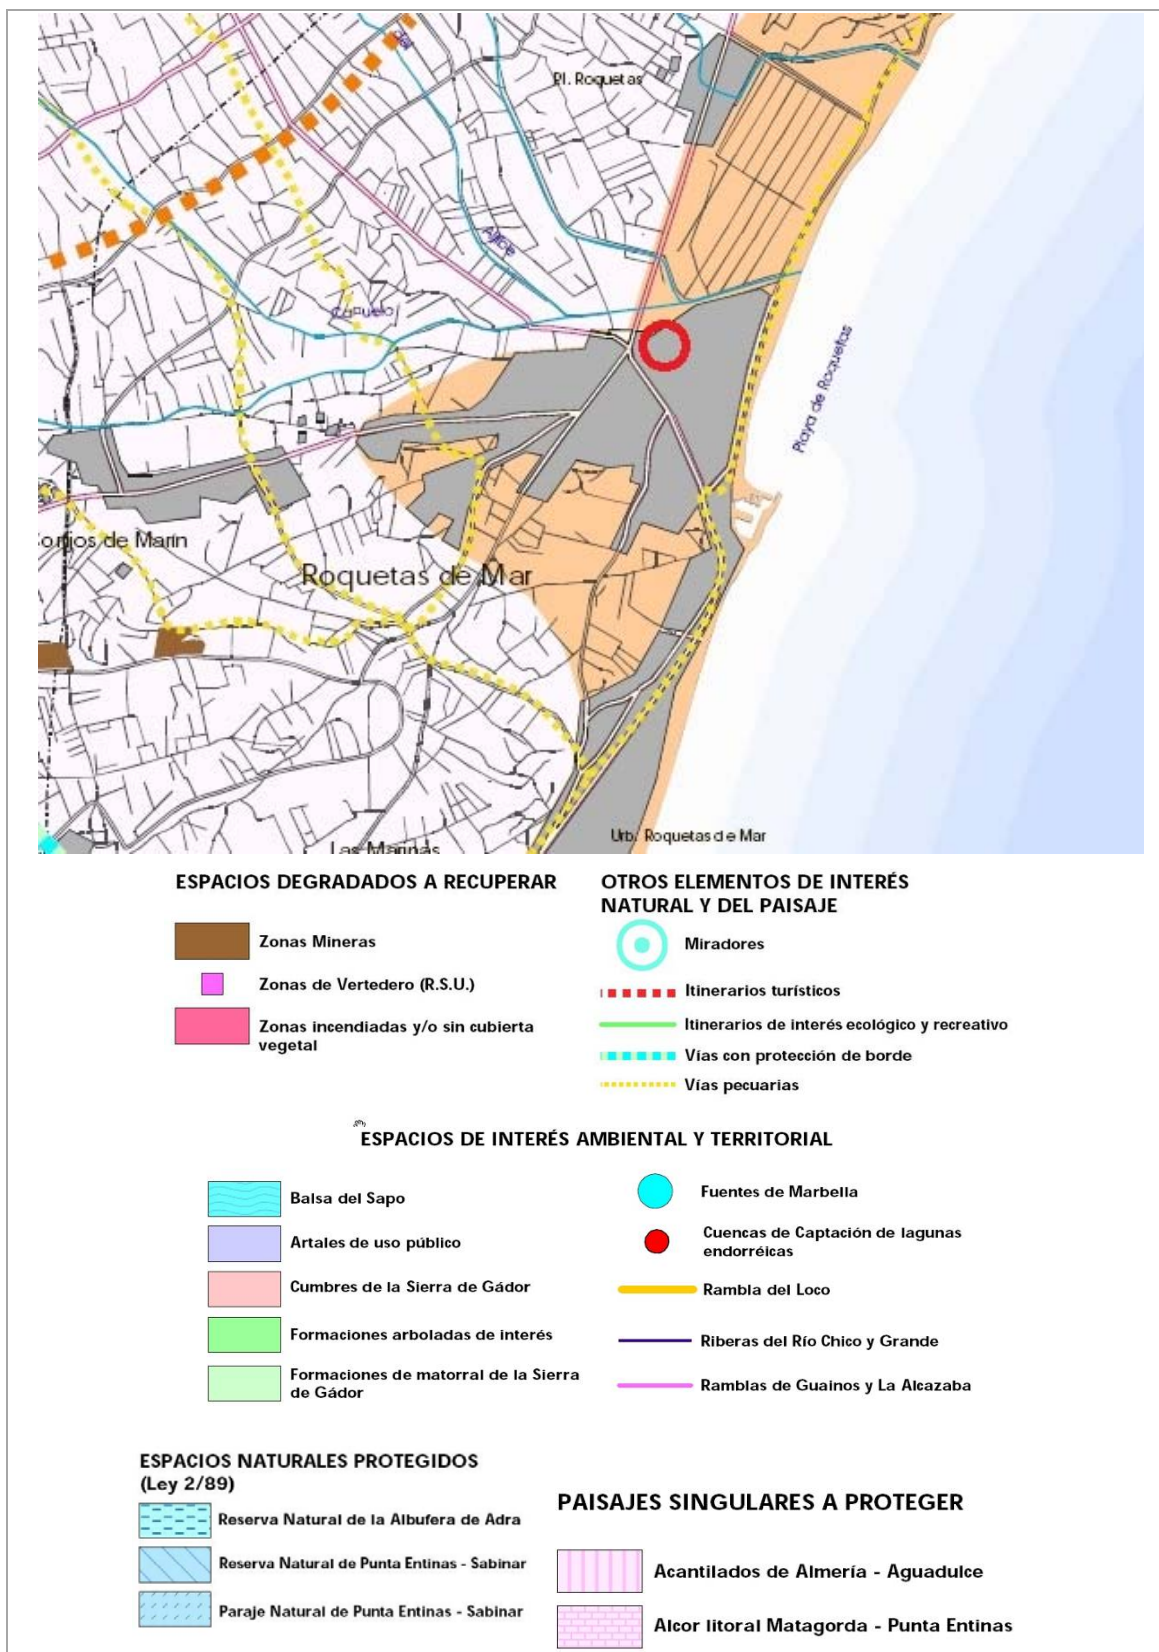 Pl. Roquetas
Aljibe
Cañuelo
Playa de Roquetas
de Marín
Roquetas de Mar
Urb. Roquetas de Mar
Las Marinas
ESPACIOS DEGRADADOS A RECUPERAR
Zonas Mineras
Zonas de Vertedero (R.S.U.)
Zonas incendiadas y/o sin cubierta
vegetal
OTROS ELEMENTOS DE INTERÉS
NATURAL Y DEL PAISAJE
Miradores
Itinerarios turísticos
Itinerarios de interés ecológico y recreativo
Vías con protección de borde
Vías pecuarias
ESPACIOS DE INTERÉS AMBIENTAL Y TERRITORIAL
Balsa del Sapo
Artales de uso público
Cumbres de la Sierra de Gádor
Formaciones arboladas de interés
Formaciones de matorral de la Sierra
de Gádor
Fuentes de Marbella
Cuencas de Captación de lagunas
endorréicas
Rambla del Loco
Riberas del Río Chico y Grande
Ramblas de Guainos y La Alcazaba
ESPACIOS NATURALES PROTEGIDOS
(Ley 2/89)
Reserva Natural de la Albufera de Adra
Reserva Natural de Punta Entinas - Sabinar
Paraje Natural de Punta Entinas - Sabinar
PAISAJES SINGULARES A PROTEGER
Acantilados de Almería - Aguadulce
Alcor litoral Matagorda - Punta Entinas